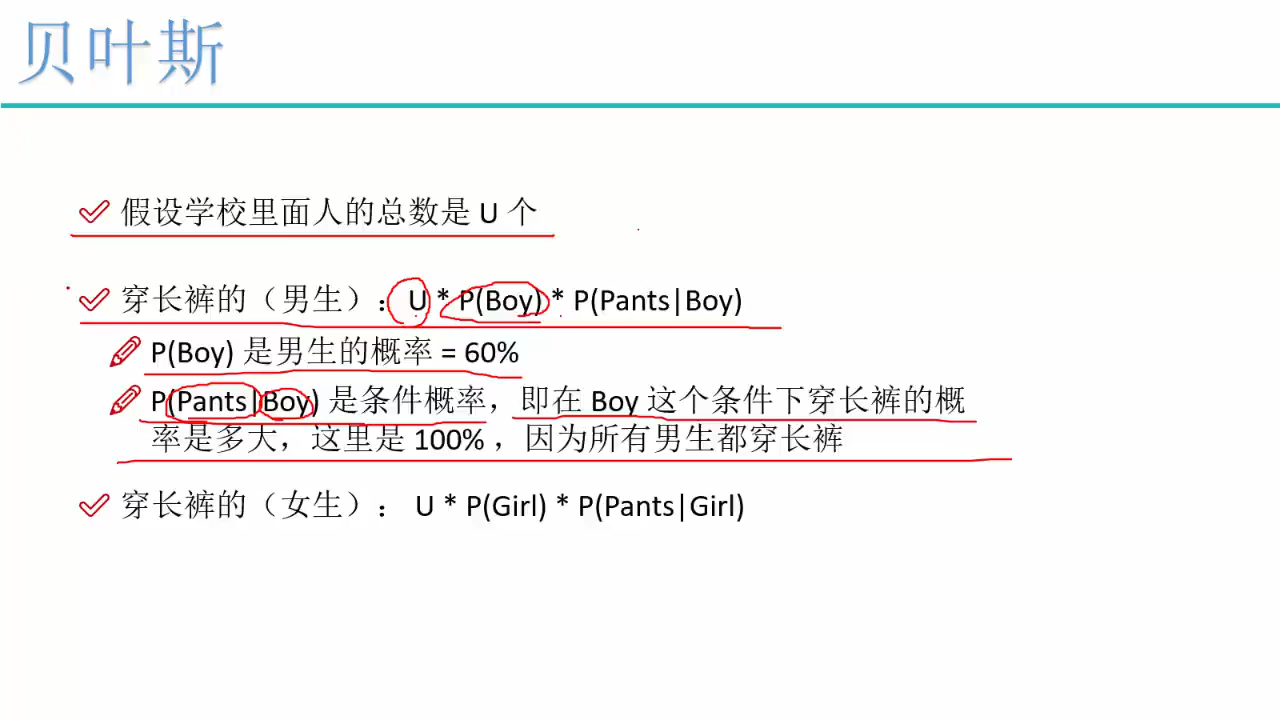 贝叶斯
假设学校里面人的总数是 U 个
穿长裤的（男生）： U * P(Boy) * P(Pants|Boy)
P(Boy) 是男生的概率 = 60%
P(Pants|Boy) 是条件概率，即在 Boy 这个条件下穿长裤的概
率是多大，这里是 100% ，因为所有男生都穿长裤
穿长裤的（女生）： U * P(Girl) * P(Pants|Girl)